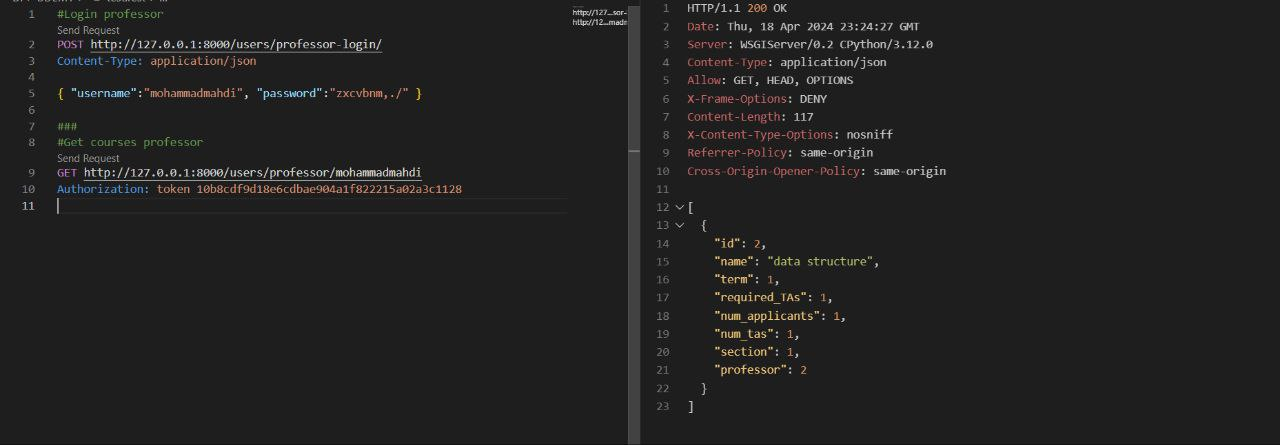 #Login professor
Send Request
POST http://127.0.0.1:8000/users/professor-login/
Content-Type: application/json
{ "username":"mohammadmahdi", "password":"zxcvbnm,./" }
###
#Get courses professor
Send Request
GET http://127.0.0.1:8000/users/professor/mohammadmahdi
Authorization: token 10b8cdf9d18e6cdbae904a1f822215a02a3c1128
1
2
3
4
5
6
7
8
9
10
11
1 HTTP/1.1 200 OK
2 Date: Thu, 18 Apr 2024 23:24:27 GMT
3 Server: WSGIServer/0.2 CPython/3.12.0
4 Content-Type: application/json
5 Allow: GET, HEAD, OPTIONS
6 X-Frame-Options: DENY
7 Content-Length: 117
8 X-Content-Type-Options: nosniff
9 Referrer-Policy: same-origin
10 Cross-Origin-Opener-Policy: same-origin
11
12 [
13 {
14 "id": 2,
15 "name": "data structure",
16 "term": 1,
17 "required_TAs": 1,
18 "num_applicants": 1,
19 "num_tas": 1,
20 "section": 1,
21 "professor": 2
22 }
23 ]